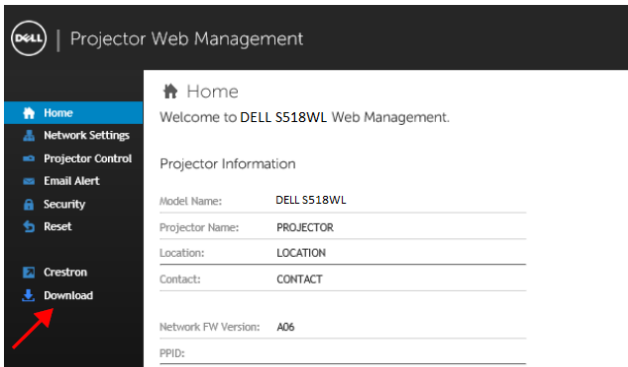 DELL | Projector Web Management
Home
Network Settings
Projector Control
Email Alert
Security
Reset
Crestron
Download
Home
Welcome to DELL S518WL Web Management.
Projector Information
Model Name: DELL S518WL
Projector Name: PROJECTOR
Location: LOCATION
Contact: CONTACT
Network FW Version: A06
PPID: